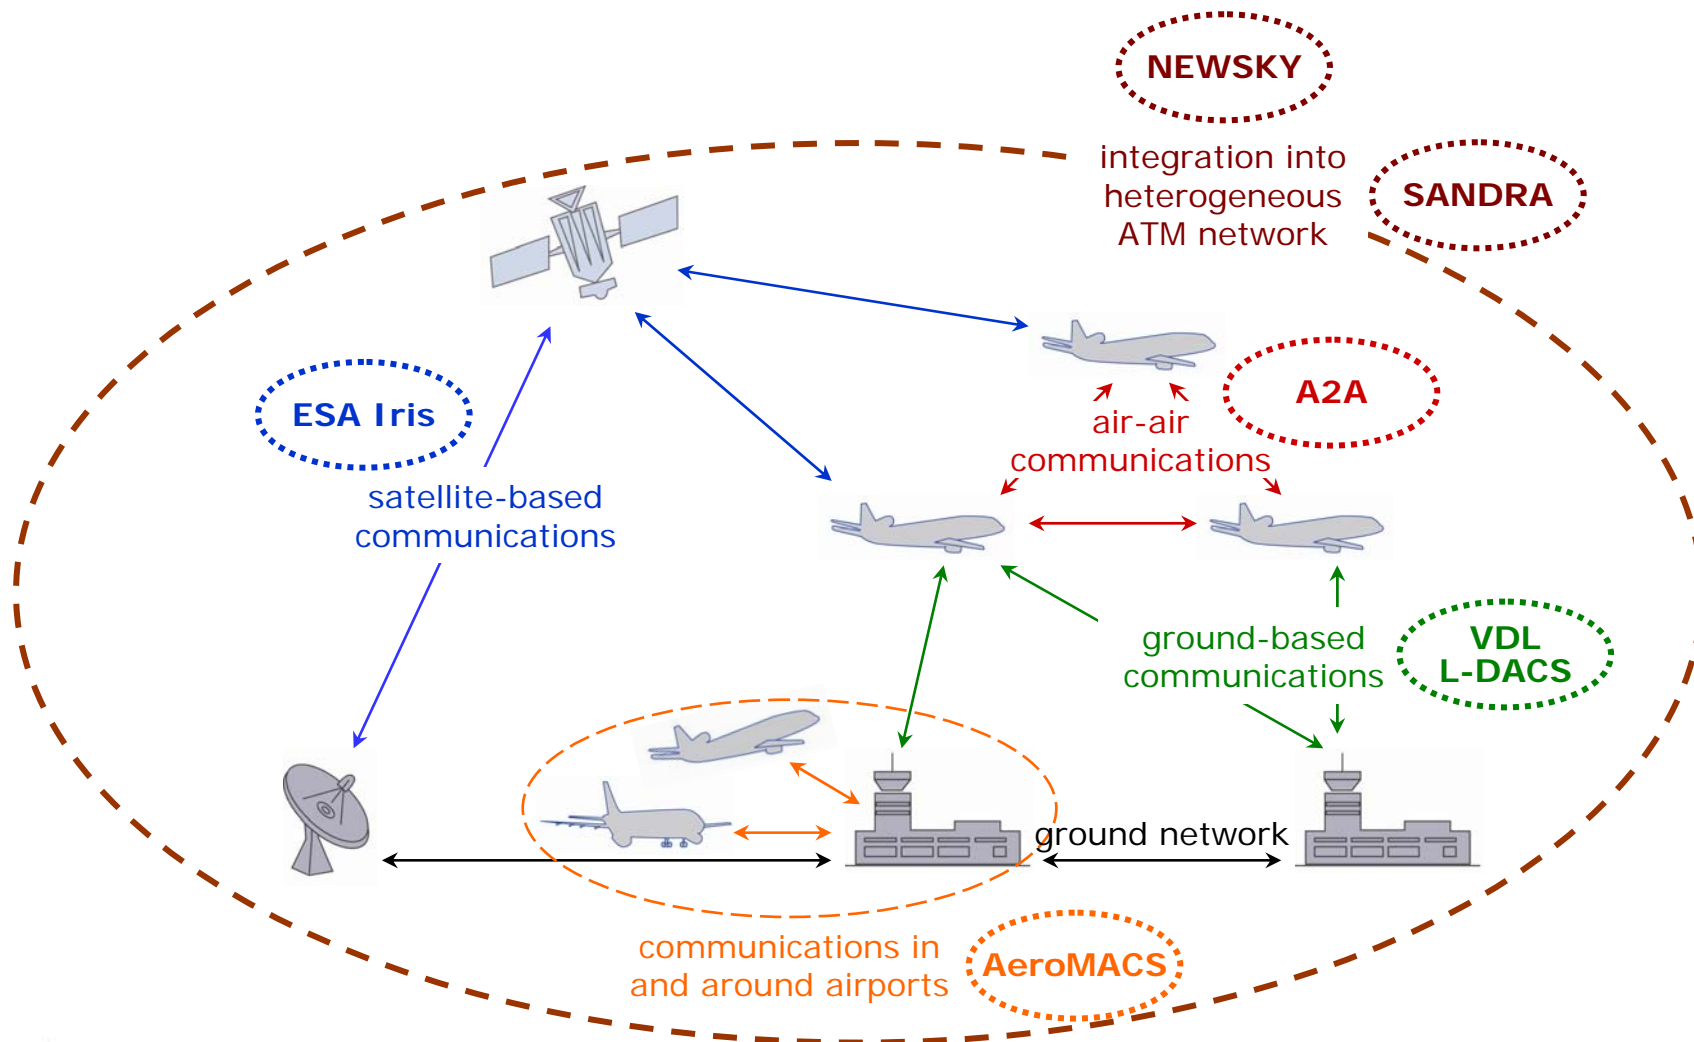 NEWSKY
integration into
heterogeneous
ATM network
SANDRA
A2A
air-air
communications
ESA Iris
satellite-based
communications
ground-based
communications
VDL
L-DACS
ground network
communications in
and around airports
AeroMACS